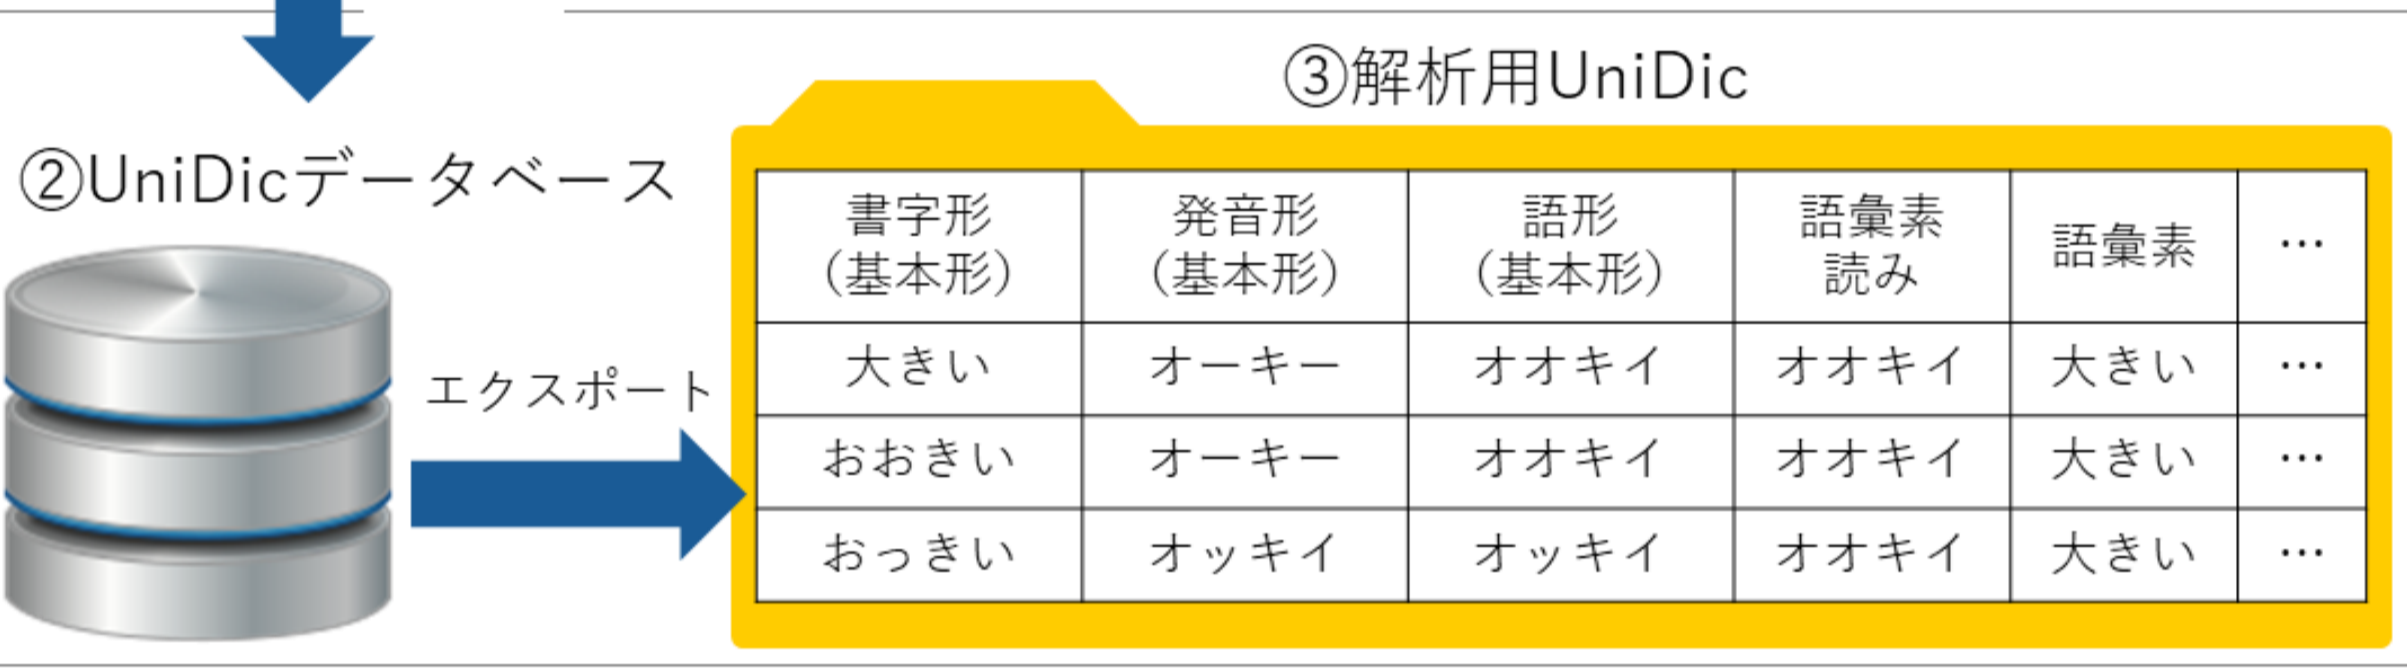 ③解析用UniDic
②UniDicデータベース
エクスポート
書字形
(基本形)
発音形
(基本形)
語形
(基本形)
語彙素
読み
語彙素
…
大きい オーキー オオキイ オオキイ 大きい …
おおきい オーキー オオキイ オオキイ 大きい …
おっきい オッキイ オッキイ オオキイ 大きい …